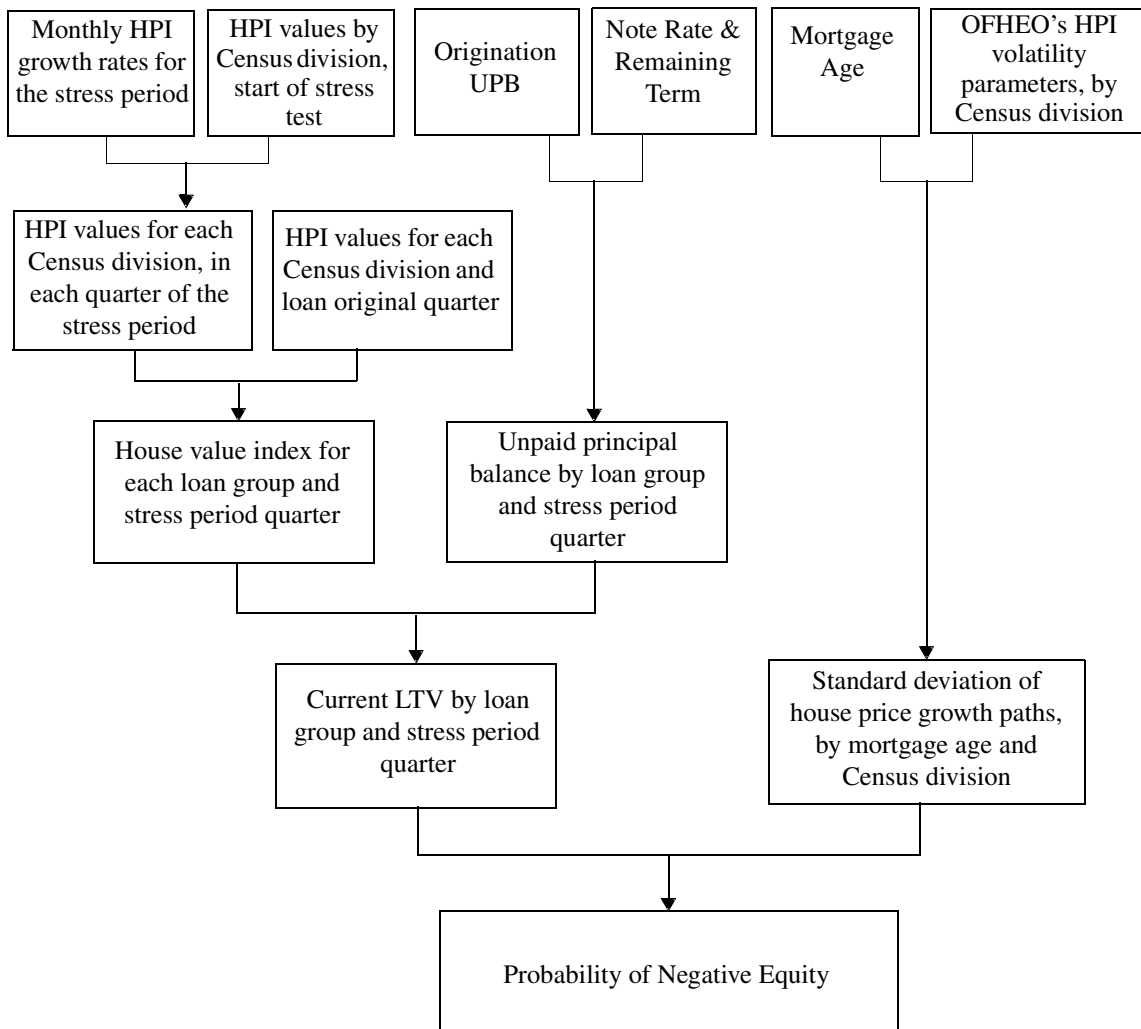 Monthly HPI
growth rates for
the stress period
HPI values by
Census division,
start of stress
test
Origination
UPB
Note Rate &
Remaining
Term
Mortgage
Age
OFHEO's HPI
volatility
parameters, by
Census division
HPI values for each
Census division, in
each quarter of the
stress period
HPI values for each
Census division and
loan original quarter
House value index for
each loan group and
stress period quarter
Unpaid principal
balance by loan group
and stress period
quarter
Current LTV by loan
group and stress period
quarter
Standard deviation of
house price growth paths,
by mortgage age and
Census division
Probability of Negative Equity